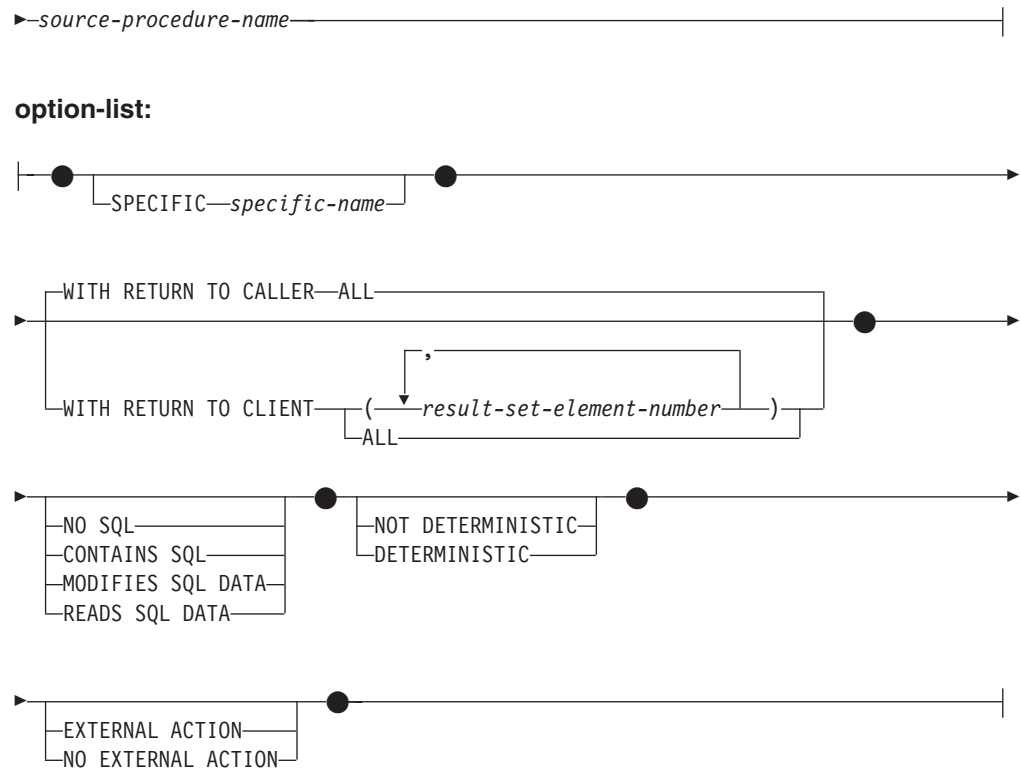 source-procedure-name
option-list:
SPECIFIC specific-name
WITH RETURN TO CALLER ALL
,
WITH RETURN TO CLIENT ( result-set-element-number )
ALL
NO SQL NOT DETERMINISTIC
CONTAINS SQL DETERMINISTIC
MODIFIES SQL DATA
READS SQL DATA
EXTERNAL ACTION
NO EXTERNAL ACTION